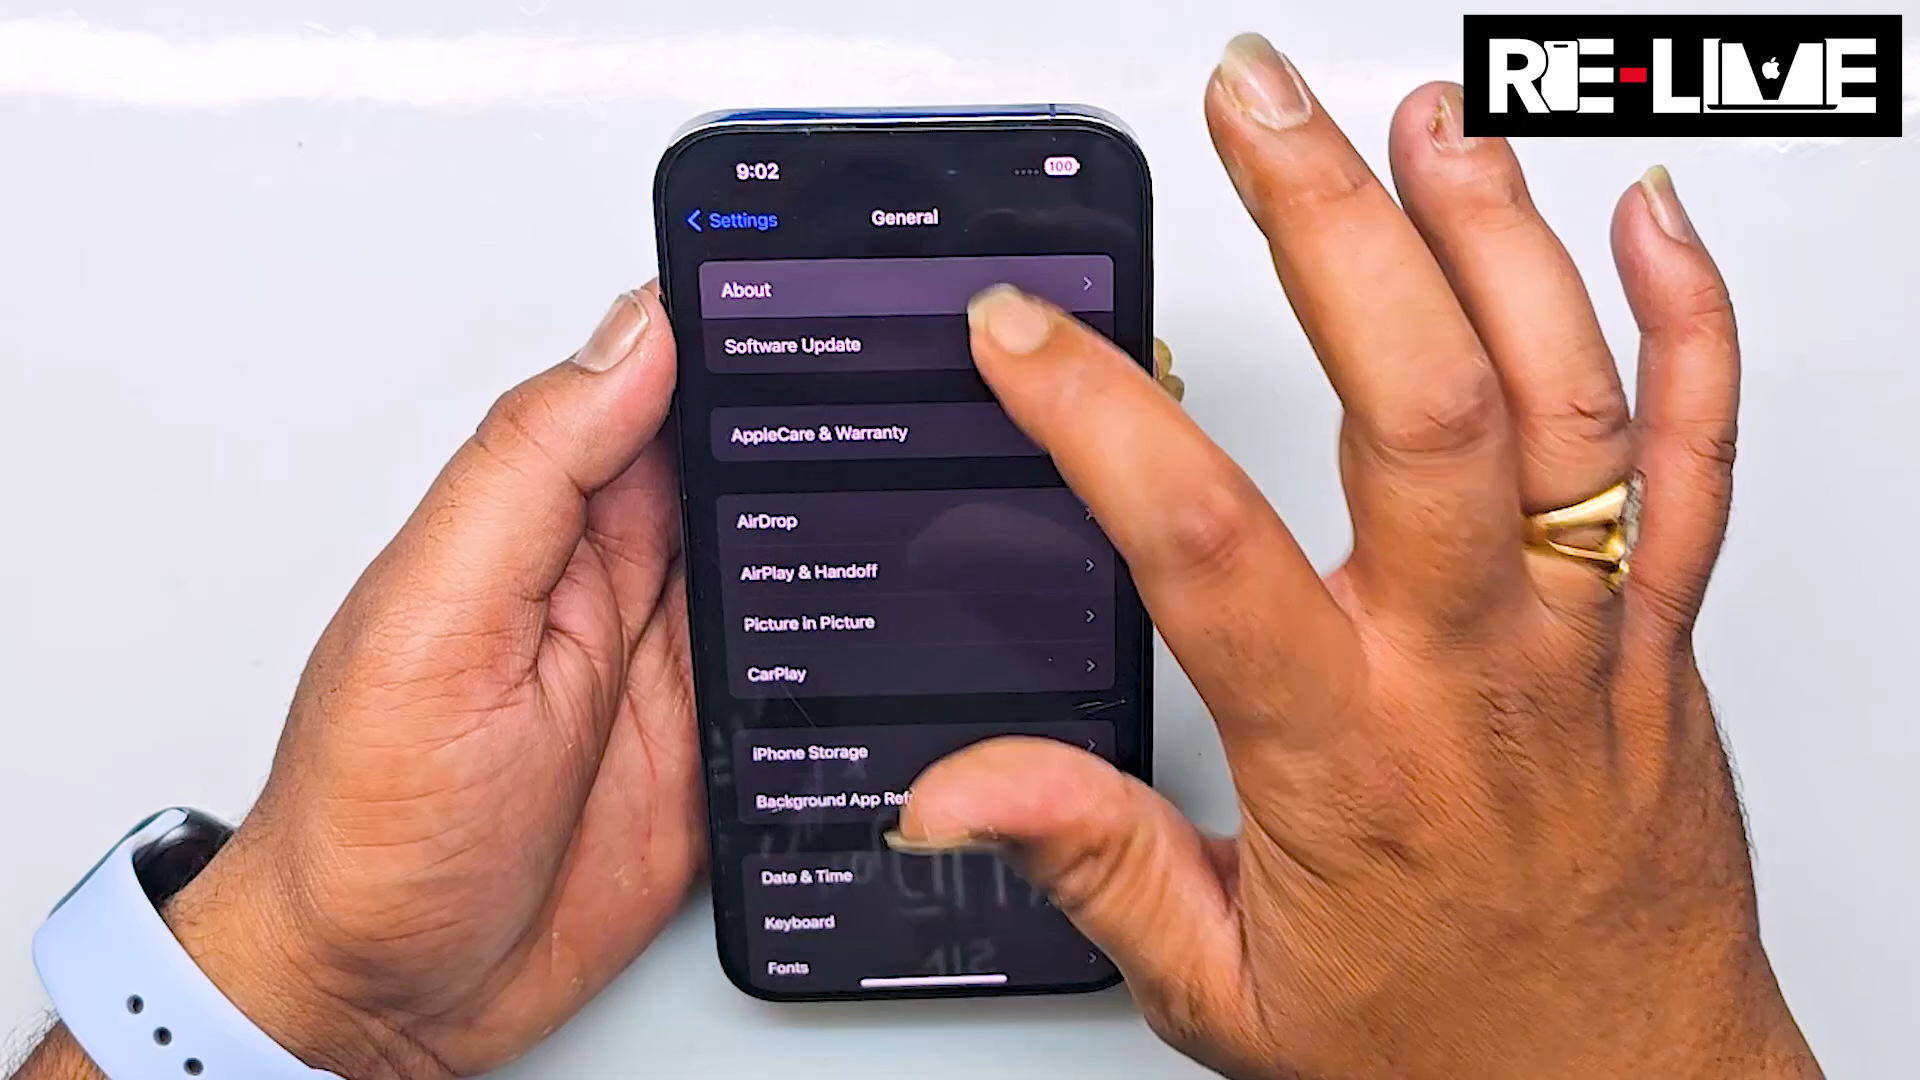 RE-LIVE
9:02
100
Settings
General
About
Software Update
AppleCare & Warranty
AirDrop
AirPlay & Handoff
Picture in Picture
CarPlay
iPhone Storage
Background App Ref
Date & Time
Keyboard
Fonts